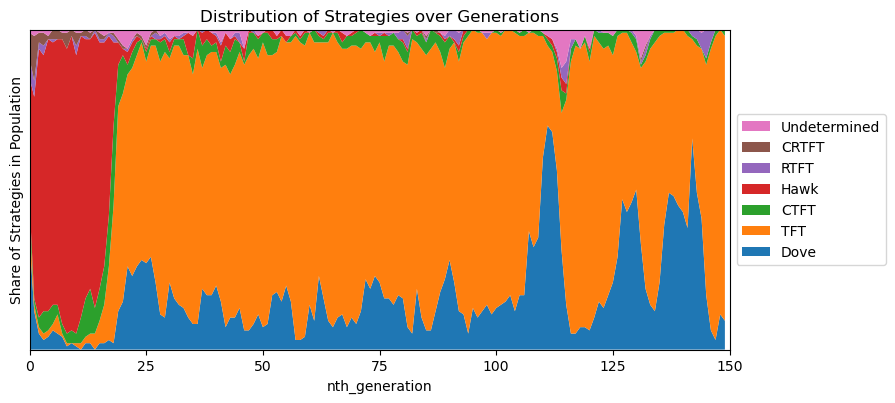 Distribution of Strategies over Generations
Share of Strategies in Population
Undetermined
CRTFT
RTFT
Hawk
CTFT
TFT
Dove
0 25 50 75 100 125 150
nth_generation